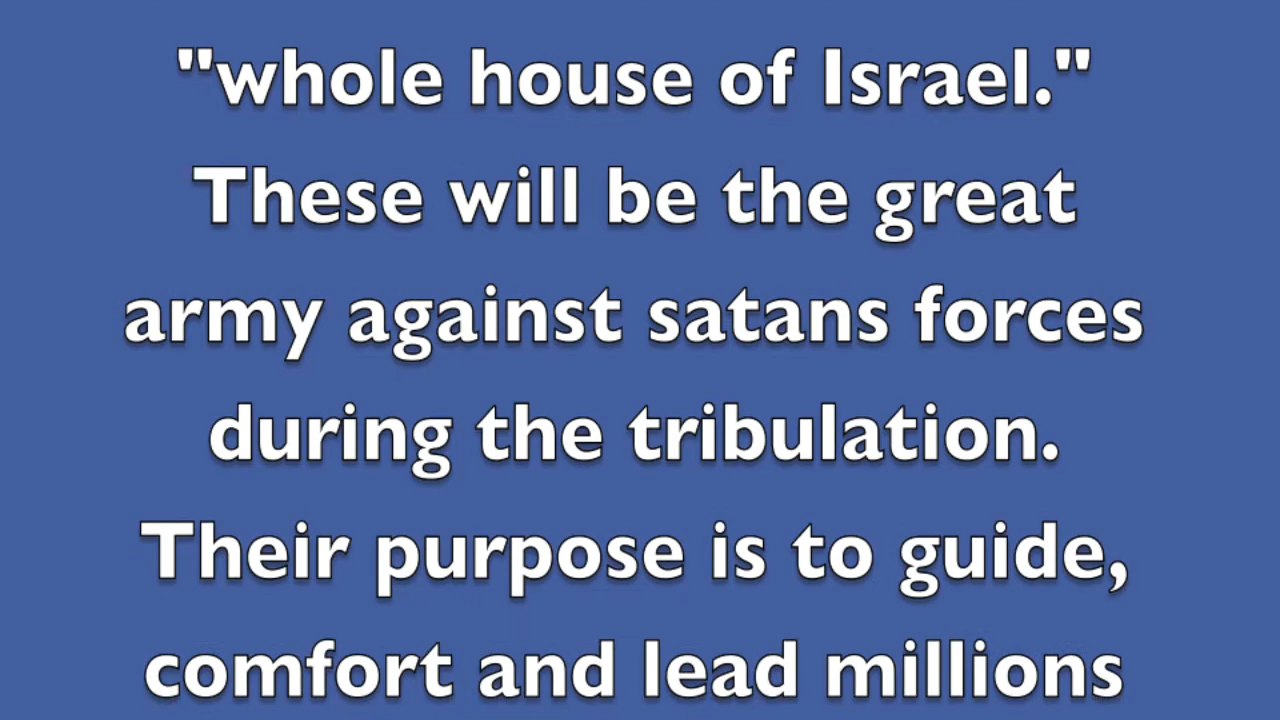 "whole house of Israel."
These will be the great
army against satans forces
during the tribulation.
Their purpose is to guide,
comfort and lead millions